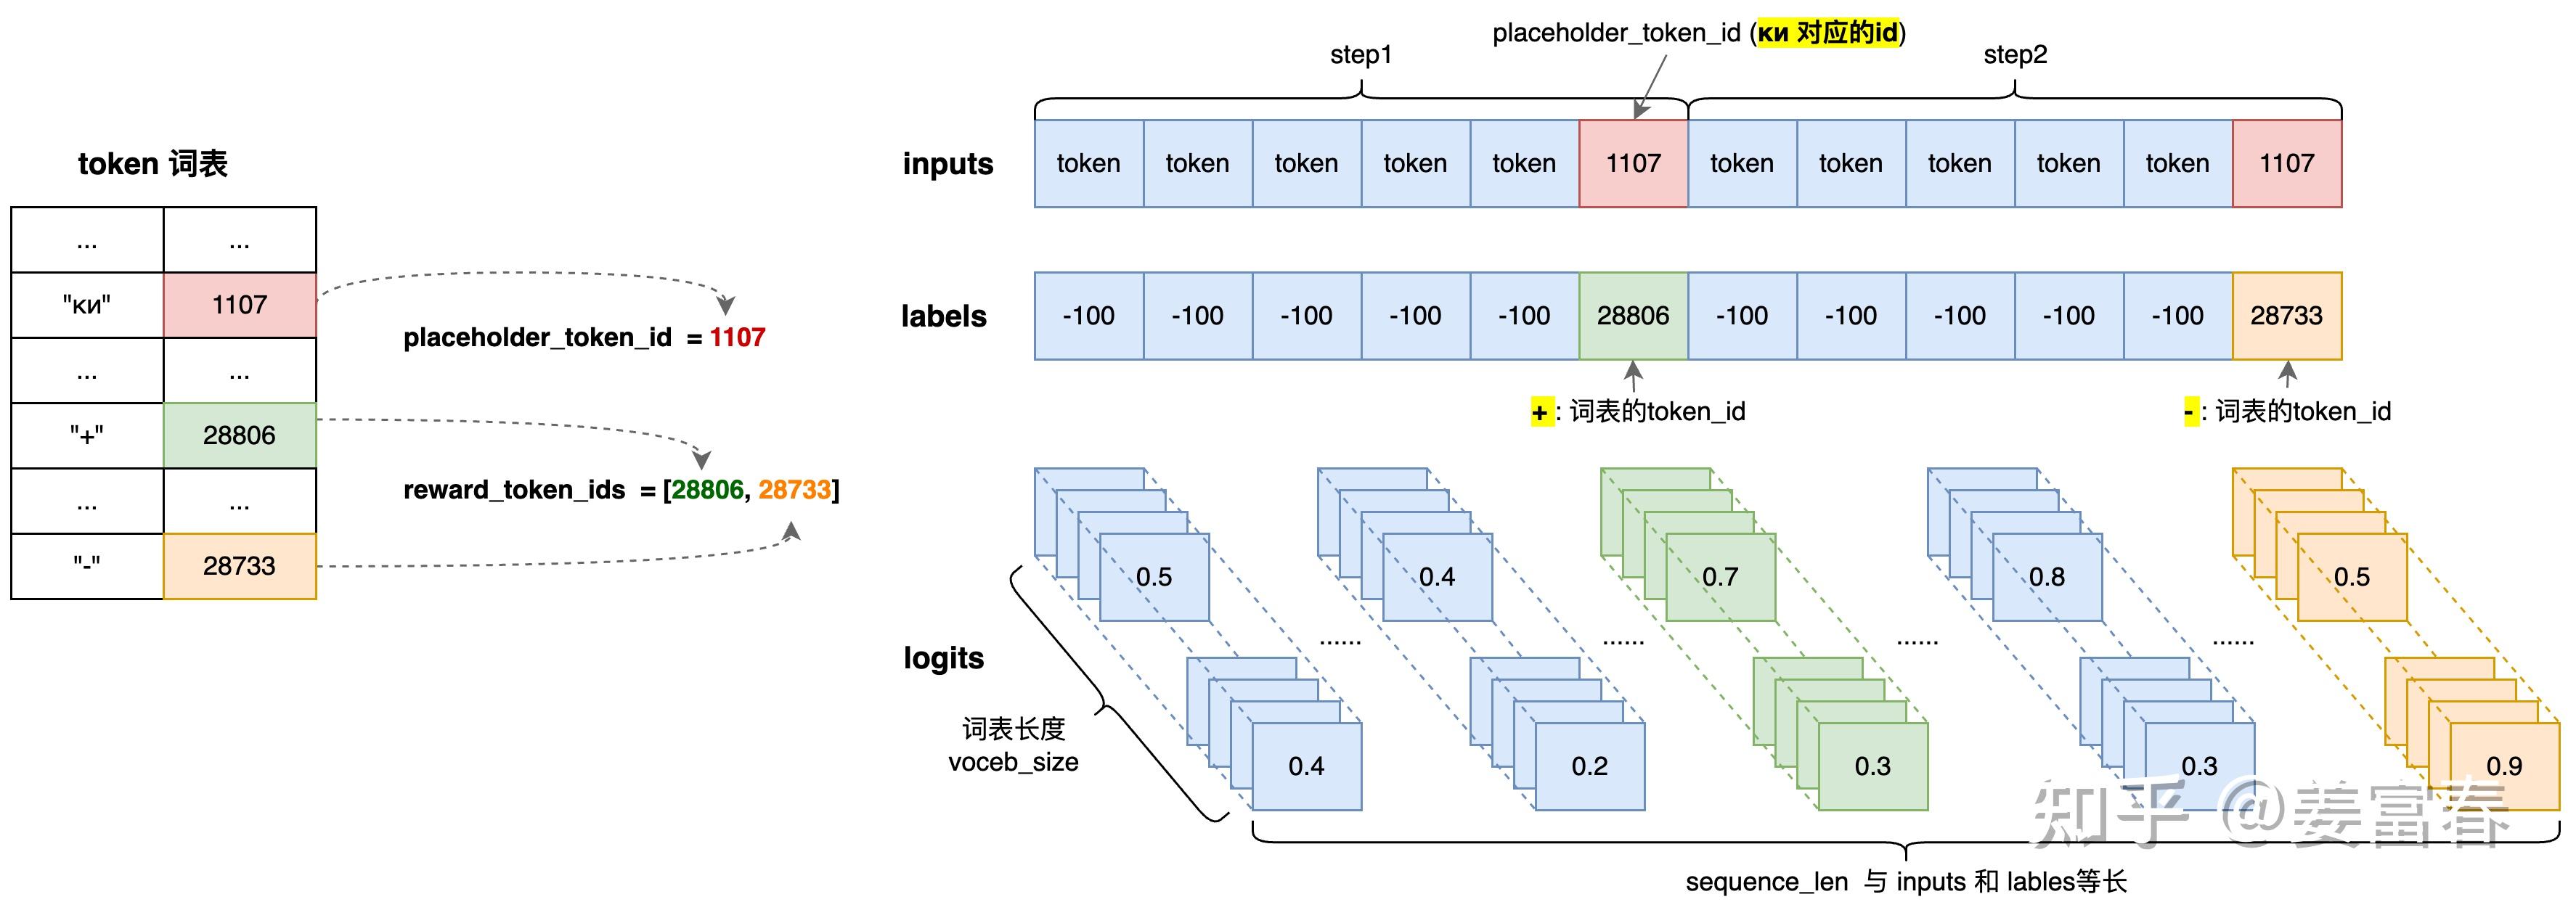 token 词表
... ...
"ки" 1107
... ...
"+" 28806
... ...
"-" 28733
placeholder_token_id = 1107
reward_token_ids = [28806, 28733]
placeholder_token_id (ки 对应的id)
step1 step2
inputs token token token token token 1107 token token token token token 1107
labels -100 -100 -100 -100 -100 28806 -100 -100 -100 -100 -100 28733
+ : 词表的token_id - : 词表的token_id
0.5 0.4 0.7 0.8 0.5
...... ...... ...... ......
logits
词表长度
voceb_size
0.4 0.2 0.3 0.3 0.9
知乎 @姜富春
sequence_len 与 inputs 和 lables等长